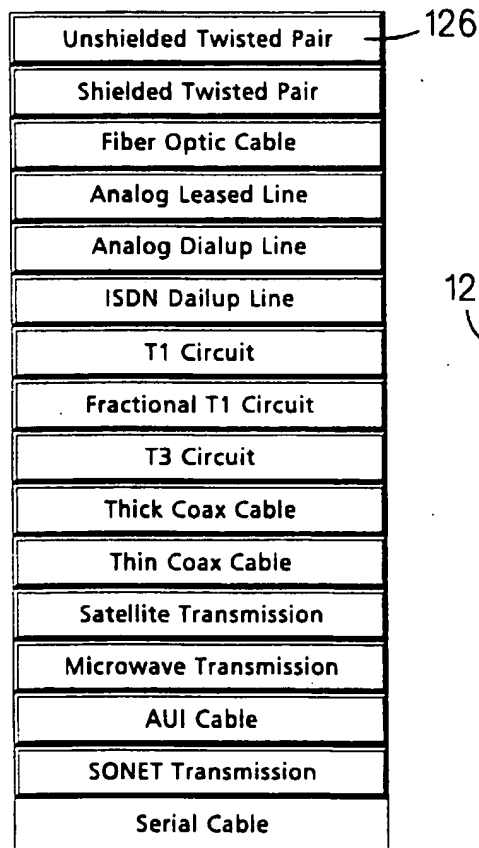 Unshielded Twisted Pair 126
Shielded Twisted Pair
Fiber Optic Cable
Analog Leased Line
Analog Dialup Line
ISDN Dailup Line
12
T1 Circuit
Fractional T1 Circuit
T3 Circuit
Thick Coax Cable
Thin Coax Cable
Satellite Transmission
Microwave Transmission
AUI Cable
SONET Transmission
Serial Cable